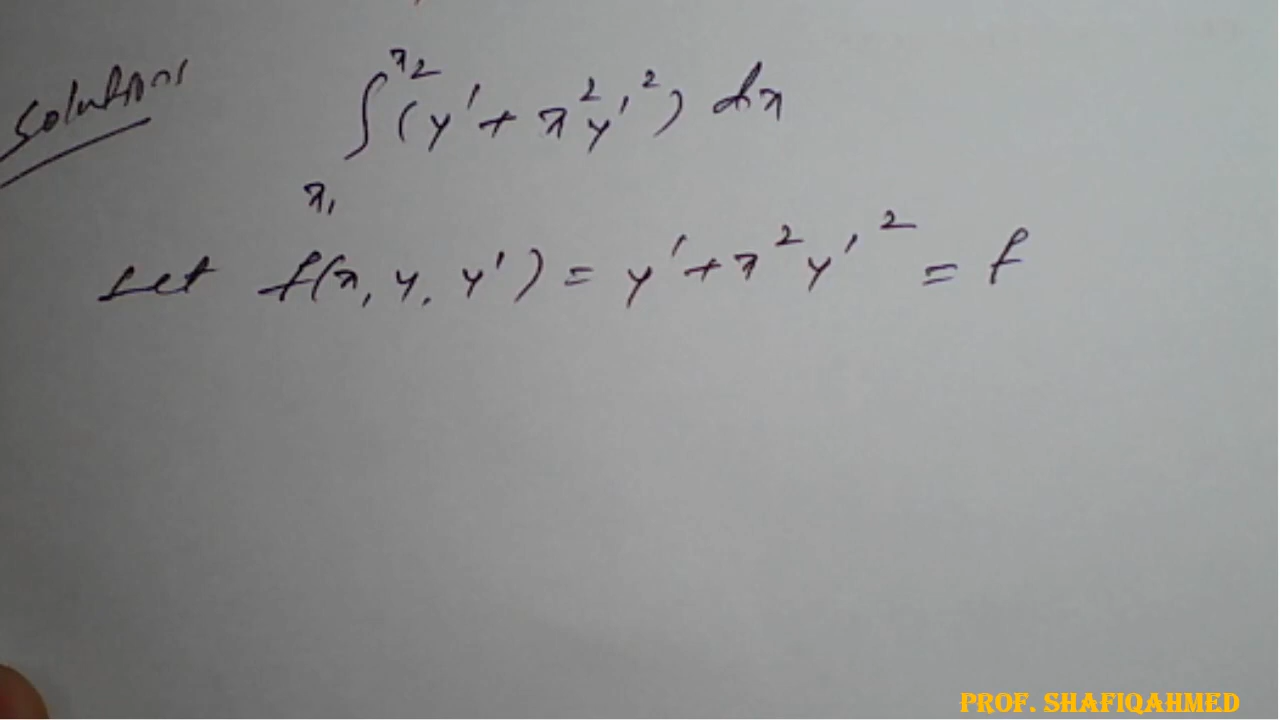 Solution:
∫_{x₁}^{x₂} (y' + x²y'²) dx
Let f(x, y, y') = y' + x²y'² = f
PROF. SHAFIQAHMED